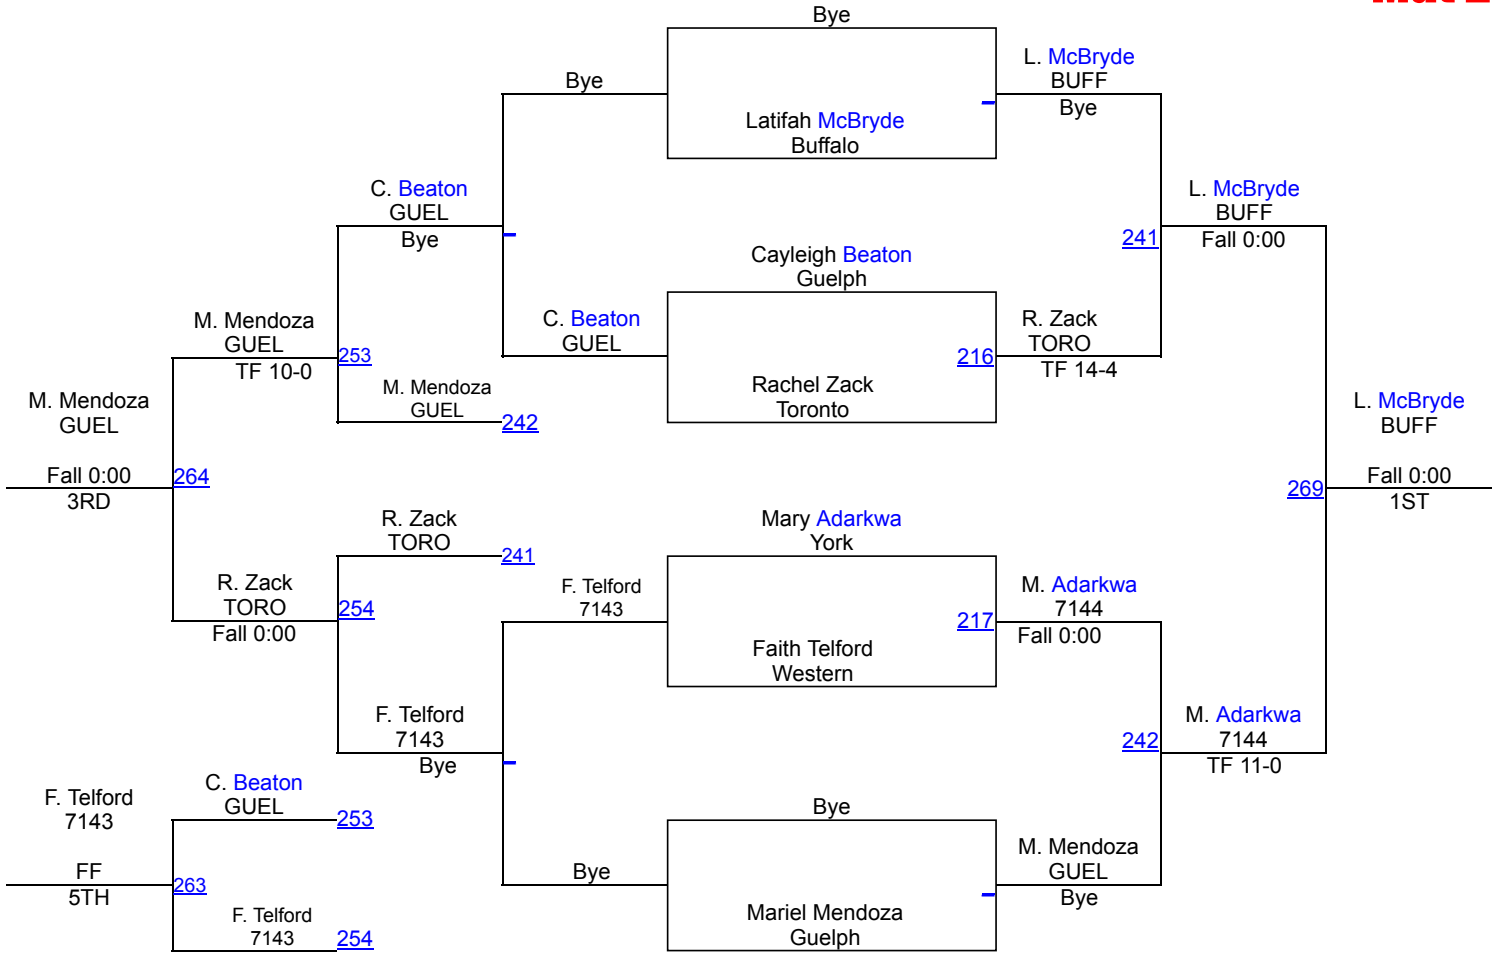 Bye
L. McBryde
BUFF
Bye
Bye
Latifah McBryde
Buffalo
C. Beaton
GUEL
Bye
L. McBryde
BUFF
241
Fall 0:00
Cayleigh Beaton
Guelph
M. Mendoza
GUEL
TF 10-0
253
C. Beaton
GUEL
R. Zack
TORO
216
TF 14-4
M. Mendoza
GUEL
242
Rachel Zack
Toronto
M. Mendoza
GUEL
Fall 0:00
3RD
264
L. McBryde
BUFF
269
Fall 0:00
1ST
R. Zack
TORO
241
Mary Adarkwa
York
R. Zack
TORO
Fall 0:00
254
F. Telford
7143
M. Adarkwa
7144
217
Fall 0:00
Faith Telford
Western
F. Telford
7143
Bye
M. Adarkwa
7144
242
TF 11-0
F. Telford
7143
FF
5TH
C. Beaton
GUEL
253
263
F. Telford
7143
254
Bye
Bye
M. Mendoza
GUEL
Bye
Mariel Mendoza
Guelph